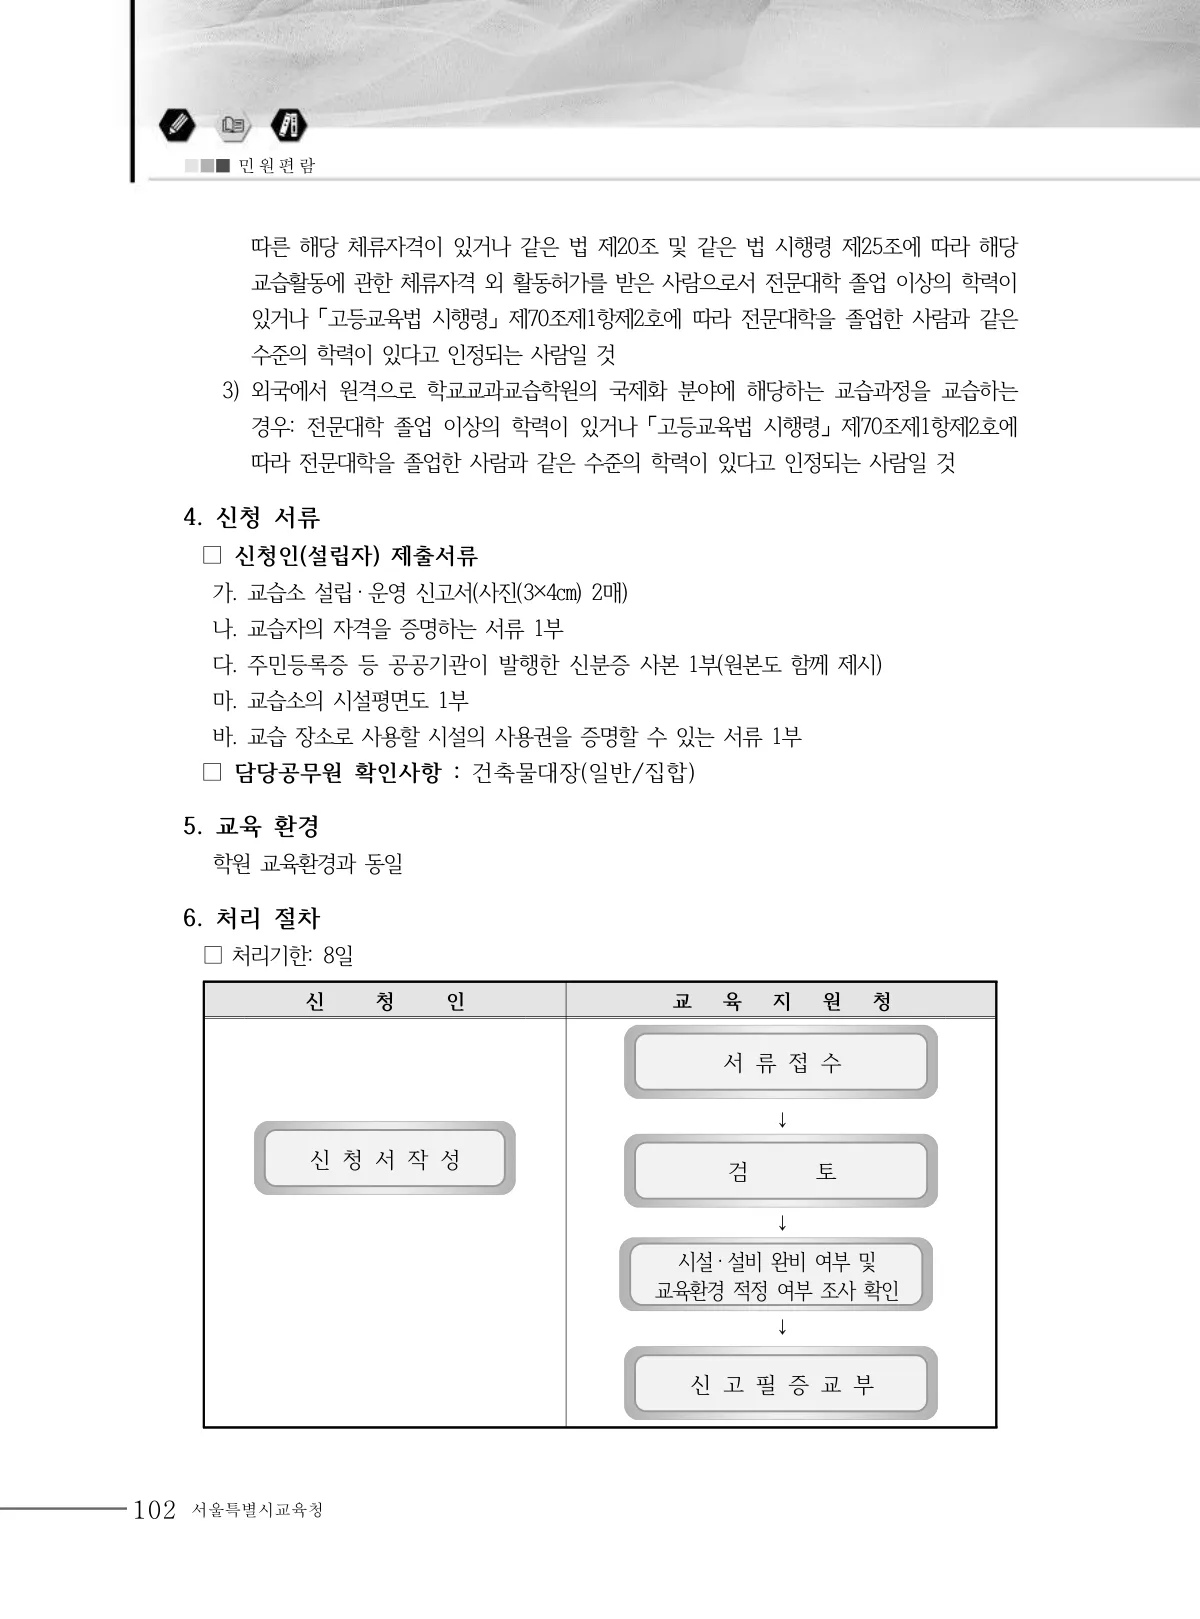 민원편람
따른 해당 체류자격이 있거나 같은 법 제20조 및 같은 법 시행령 제25조에 따라 해당
교습활동에 관한 체류자격 외 활동허가를 받은 사람으로서 전문대학 졸업 이상의 학력이
있거나 「고등교육법 시행령」 제70조제1항제2호에 따라 전문대학을 졸업한 사람과 같은
수준의 학력이 있다고 인정되는 사람일 것
3) 외국에서 원격으로 학교교과교습학원의 국제화 분야에 해당하는 교습과정을 교습하는
경우: 전문대학 졸업 이상의 학력이 있거나 「고등교육법 시행령」 제70조제1항제2호에
따라 전문대학을 졸업한 사람과 같은 수준의 학력이 있다고 인정되는 사람일 것
4. 신청 서류
□ 신청인(설립자) 제출서류
가. 교습소 설립·운영 신고서(사진(3×4㎝) 2매)
나. 교습자의 자격을 증명하는 서류 1부
다. 주민등록증 등 공공기관이 발행한 신분증 사본 1부(원본도 함께 제시)
마. 교습소의 시설평면도 1부
바. 교습 장소로 사용할 시설의 사용권을 증명할 수 있는 서류 1부
□ 담당공무원 확인사항 : 건축물대장(일반/집합)
5. 교육 환경
학원 교육환경과 동일
6. 처리 절차
□ 처리기한: 8일
신 청 인
교 육 지 원 청
신 청 서 작 성
서 류 접 수
↓
검 토
↓
시설·설비 완비 여부 및
교육환경 적정 여부 조사 확인
↓
신 고 필 증 교 부
102 서울특별시교육청